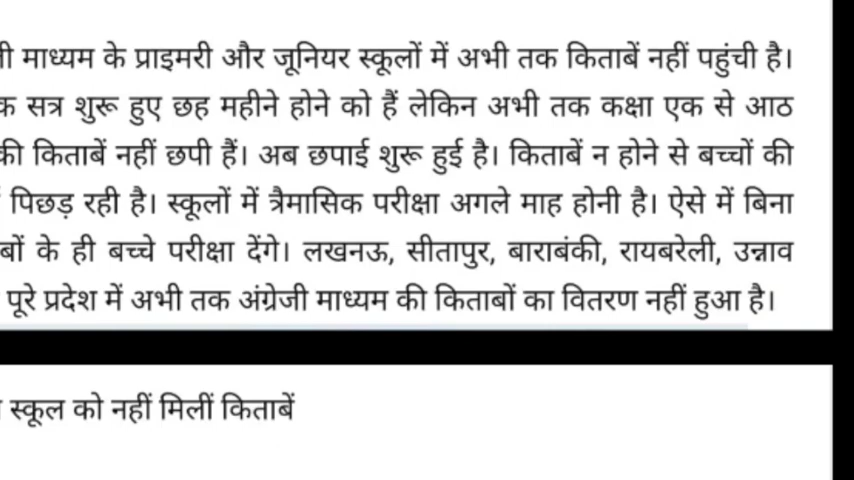 माध्यम के प्राइमरी और जूनियर स्कूलों में अभी तक किताबें नहीं पहुंची है।
सत्र शुरू हुए छह महीने होने को हैं लेकिन अभी तक कक्षा एक से आठ
की किताबें नहीं छपी हैं। अब छपाई शुरू हुई है। किताबें न होने से बच्चों की
पिछड़ रही है। स्कूलों में त्रैमासिक परीक्षा अगले माह होनी है। ऐसे में बिना
के ही बच्चे परीक्षा देंगे। लखनऊ, सीतापुर, बाराबंकी, रायबरेली, उन्नाव
पूरे प्रदेश में अभी तक अंग्रेजी माध्यम की किताबों का वितरण नहीं हुआ है।
स्कूल को नहीं मिलीं किताबें